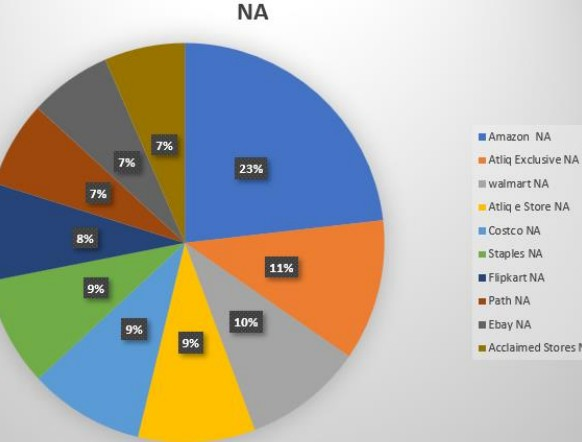 NA
23%
11%
10%
9%
9%
9%
8%
7%
7%
7%
Amazon NA
Atliq Exclusive NA
walmart NA
Atliq e Store NA
Costco NA
Staples NA
Flipkart NA
Path NA
Ebay NA
Acclaimed Stores